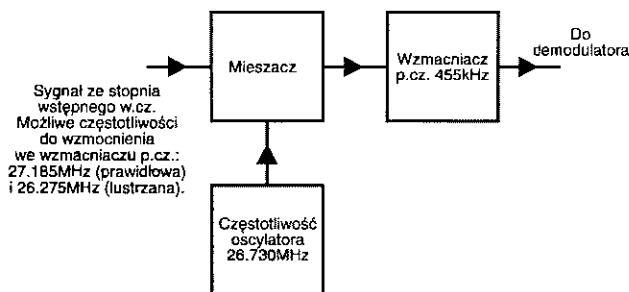 Sygnał ze stopnia
wstępnego w.cz.
Możliwe częstotliwości
do wzmocnienia
we wzmacniaczu p.cz.:
27.185MHz (prawidłowa)
i 26.275MHz (lustrzana).
Mieszacz
Wzmacniacz
p.cz. 455kHz
Do
demodulatora
Częstotliwość
oscylatora
26.730MHz